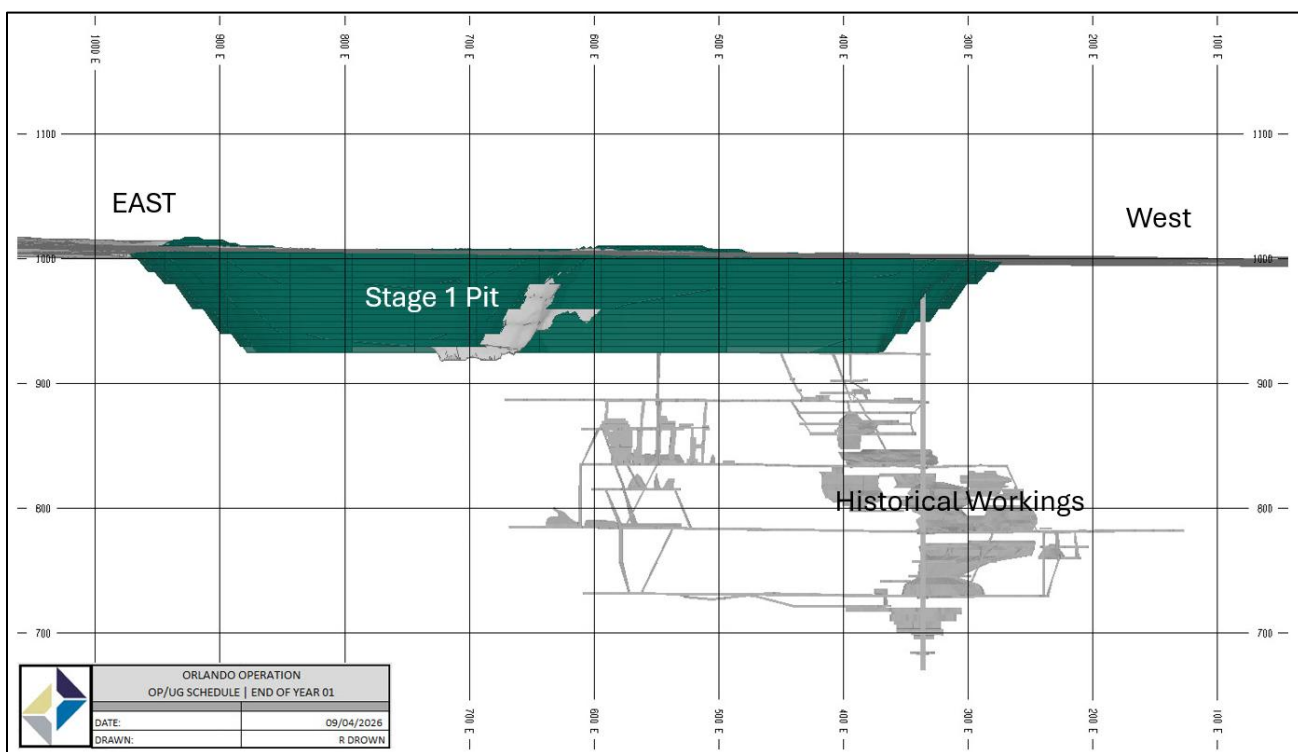 1000 E
900 E
800 E
700 E
600 E
500 E
400 E
300 E
200 E
100 E
1100
1100
EAST
West
1000
1000
Stage 1 Pit
900
900
Historical Workings
800
800
700
700
ORLANDO OPERATION
OP/UG SCHEDULE | END OF YEAR 01
DATE: 09/04/2026
DRAWN: R DROWN
700 E
600 E
500 E
400 E
300 E
200 E
100 E